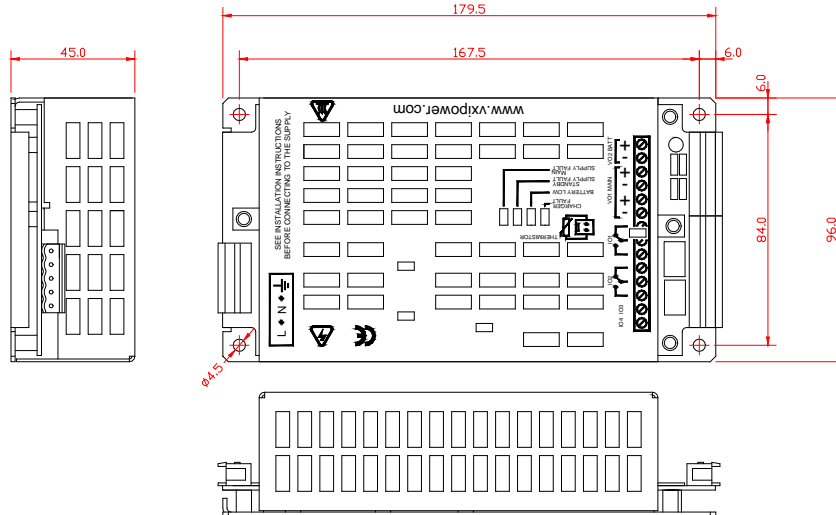 179.5
45.0
167.5
6.0
6.0
www.vxipower.com
SEE INSTALLATION INSTRUCTIONS
BEFORE CONNECTING TO THE SUPPLY
MAIN
SUPPLY FAULT
STANDBY
SUPPLY FAULT
BATTERY LOW
CHARGER
FAULT
THERMISTOR
VO2 BATT
+
-
VO1 MAIN
+
-
+
-
IO1
IO2
IO3
IO4
L N
CE
84.0
96.0
ø4.5